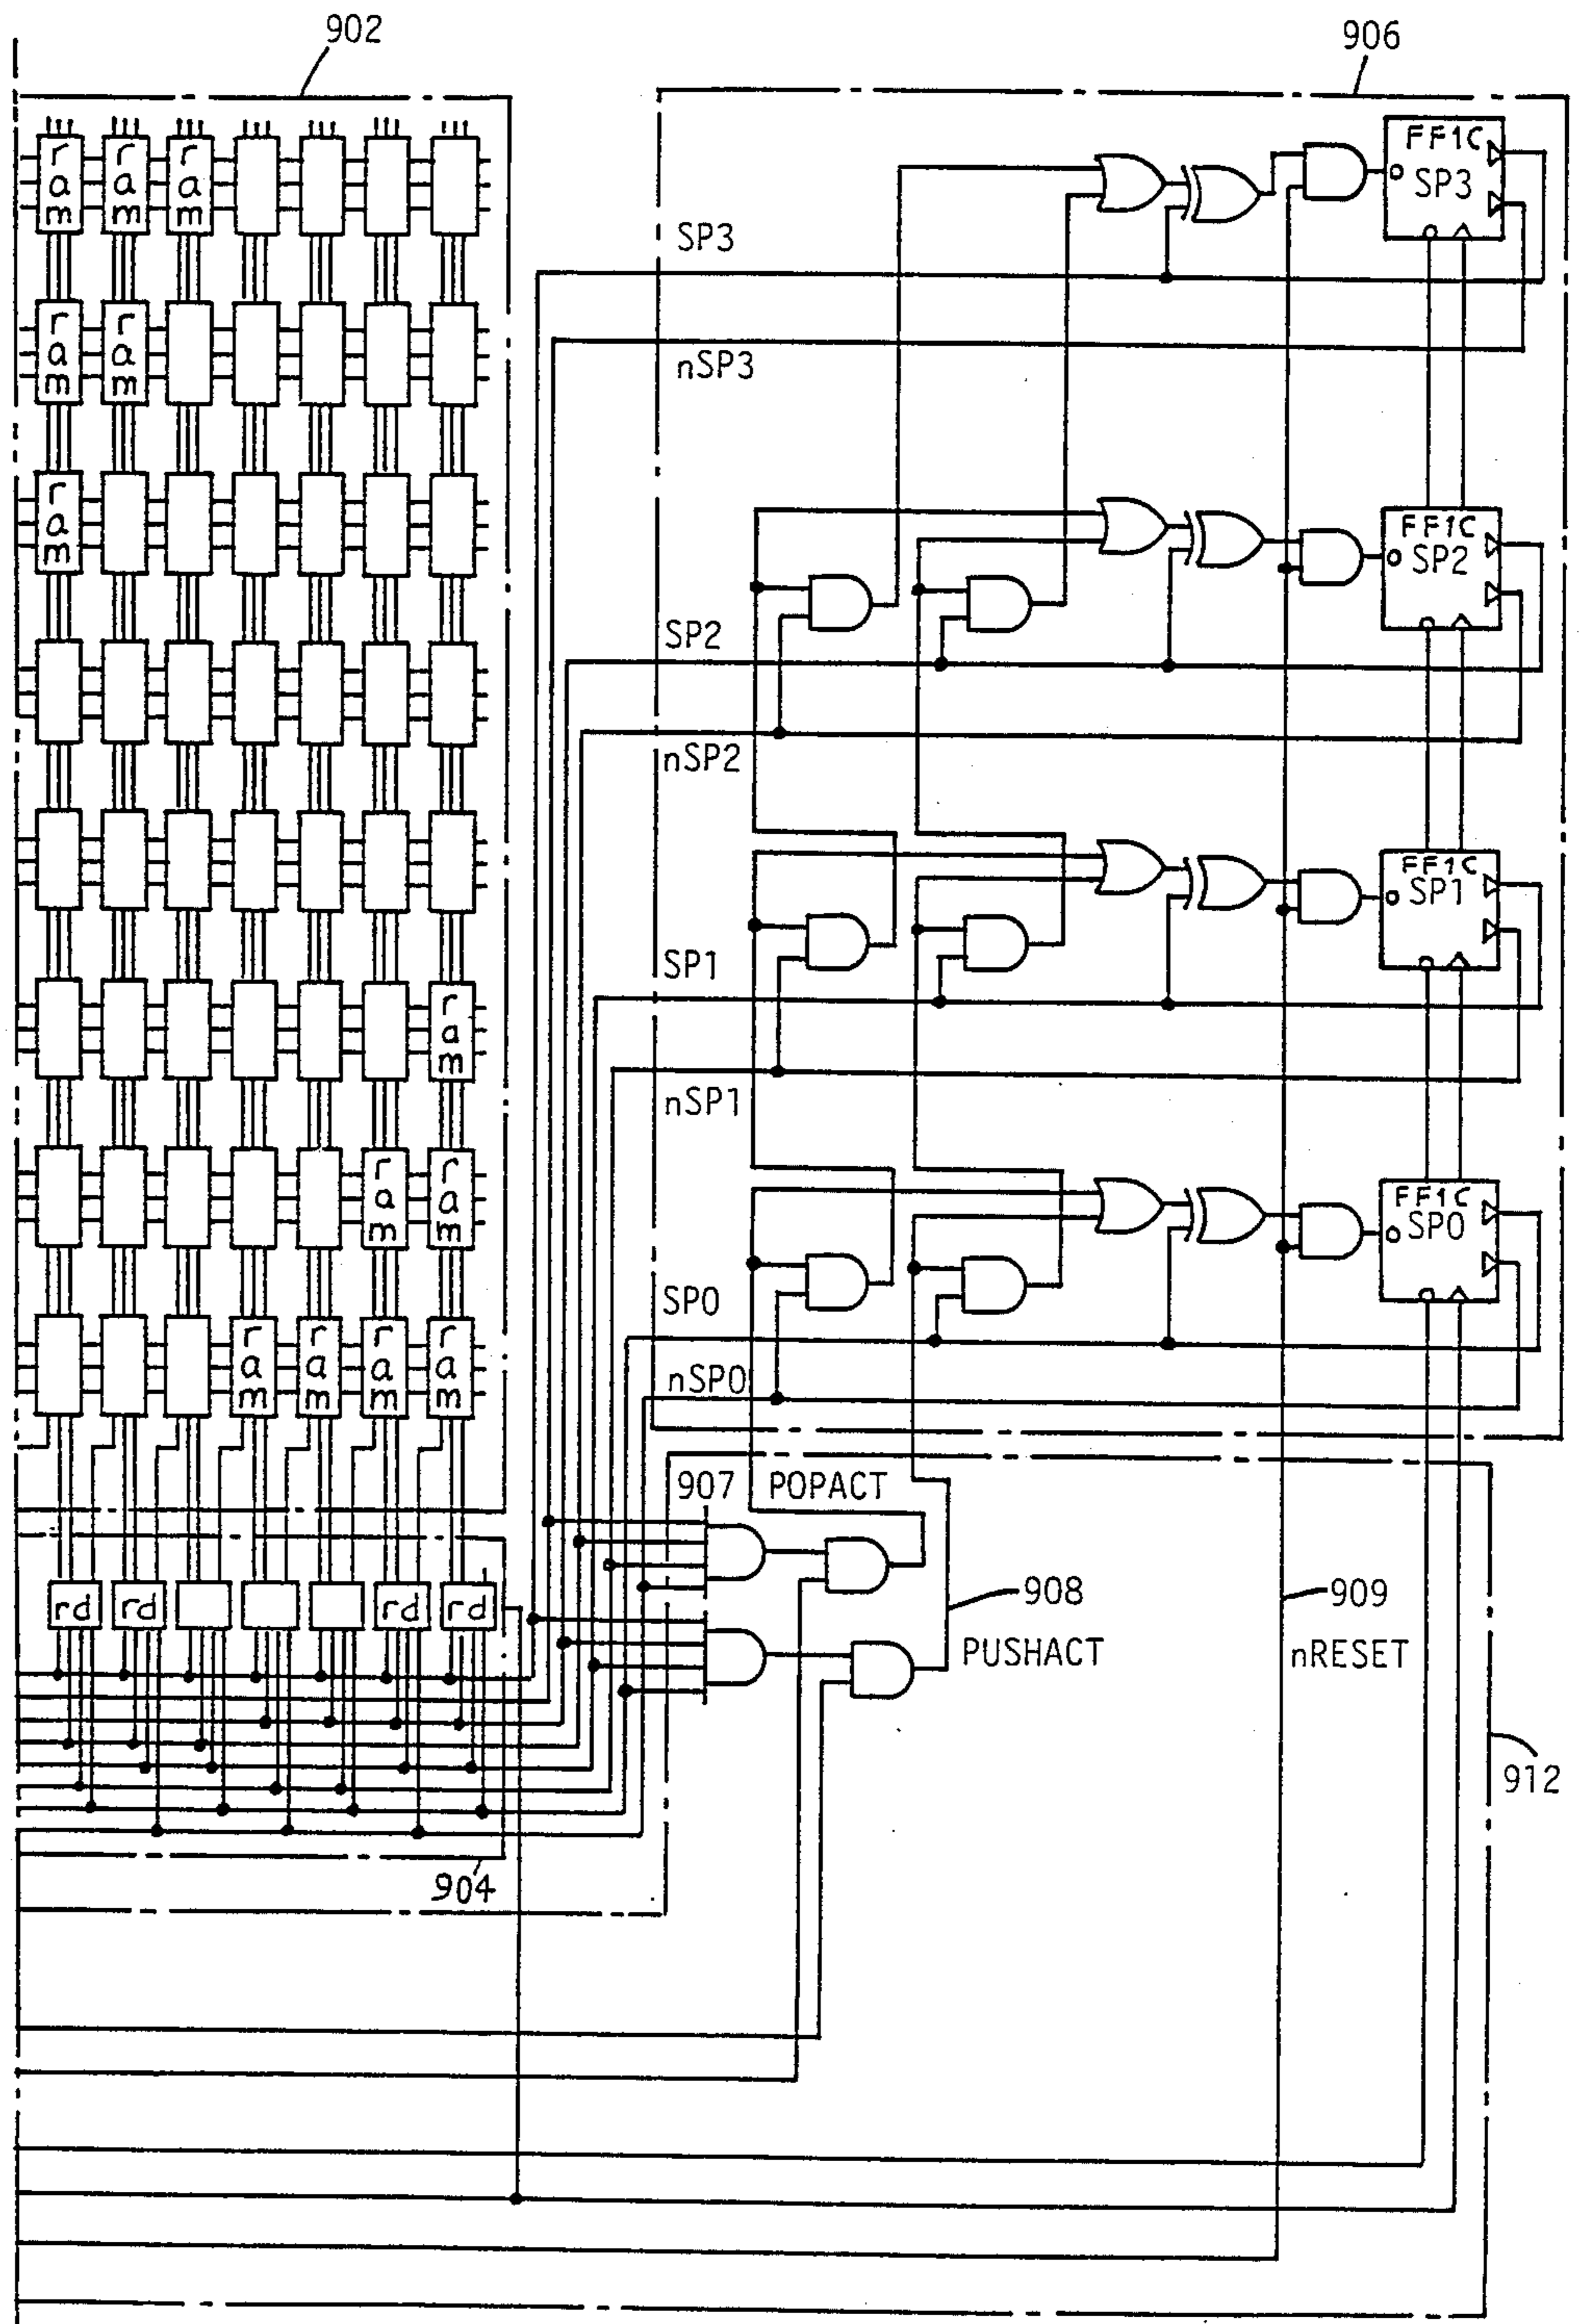 902
906
ram ram ram
FF1C
SP3
SP3
ram ram
nSP3
ram
FF1C
SP2
SP2
nSP2
FF1C
SP1
SP1
ram
nSP1
ram ram
FF1C
SP0
SP0
ram ram ram ram
nSP0
907 POPACT
rd rd rd rd
908
909
PUSHACT
nRESET
912
904